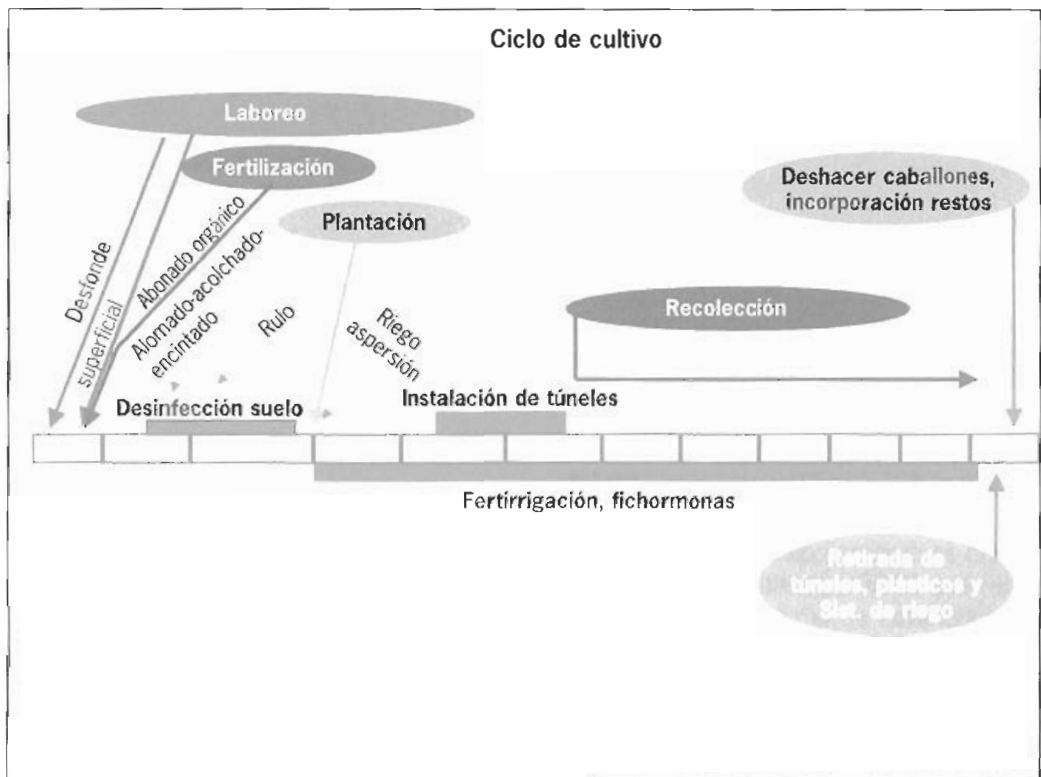 Ciclo de cultivo
Laboreo
Fertilización
Plantación
Deshacer caballones,
incorporación restos
Desfonde
superficial
Abonado orgánico
Alomado-acolchado-
encintado
Rulo
Riego
aspersión
Recolección
Desinfección suelo
Instalación de túneles
Fertirrigación, fichormonas
Retirada de
túneles, plásticos y
Sist. de riego